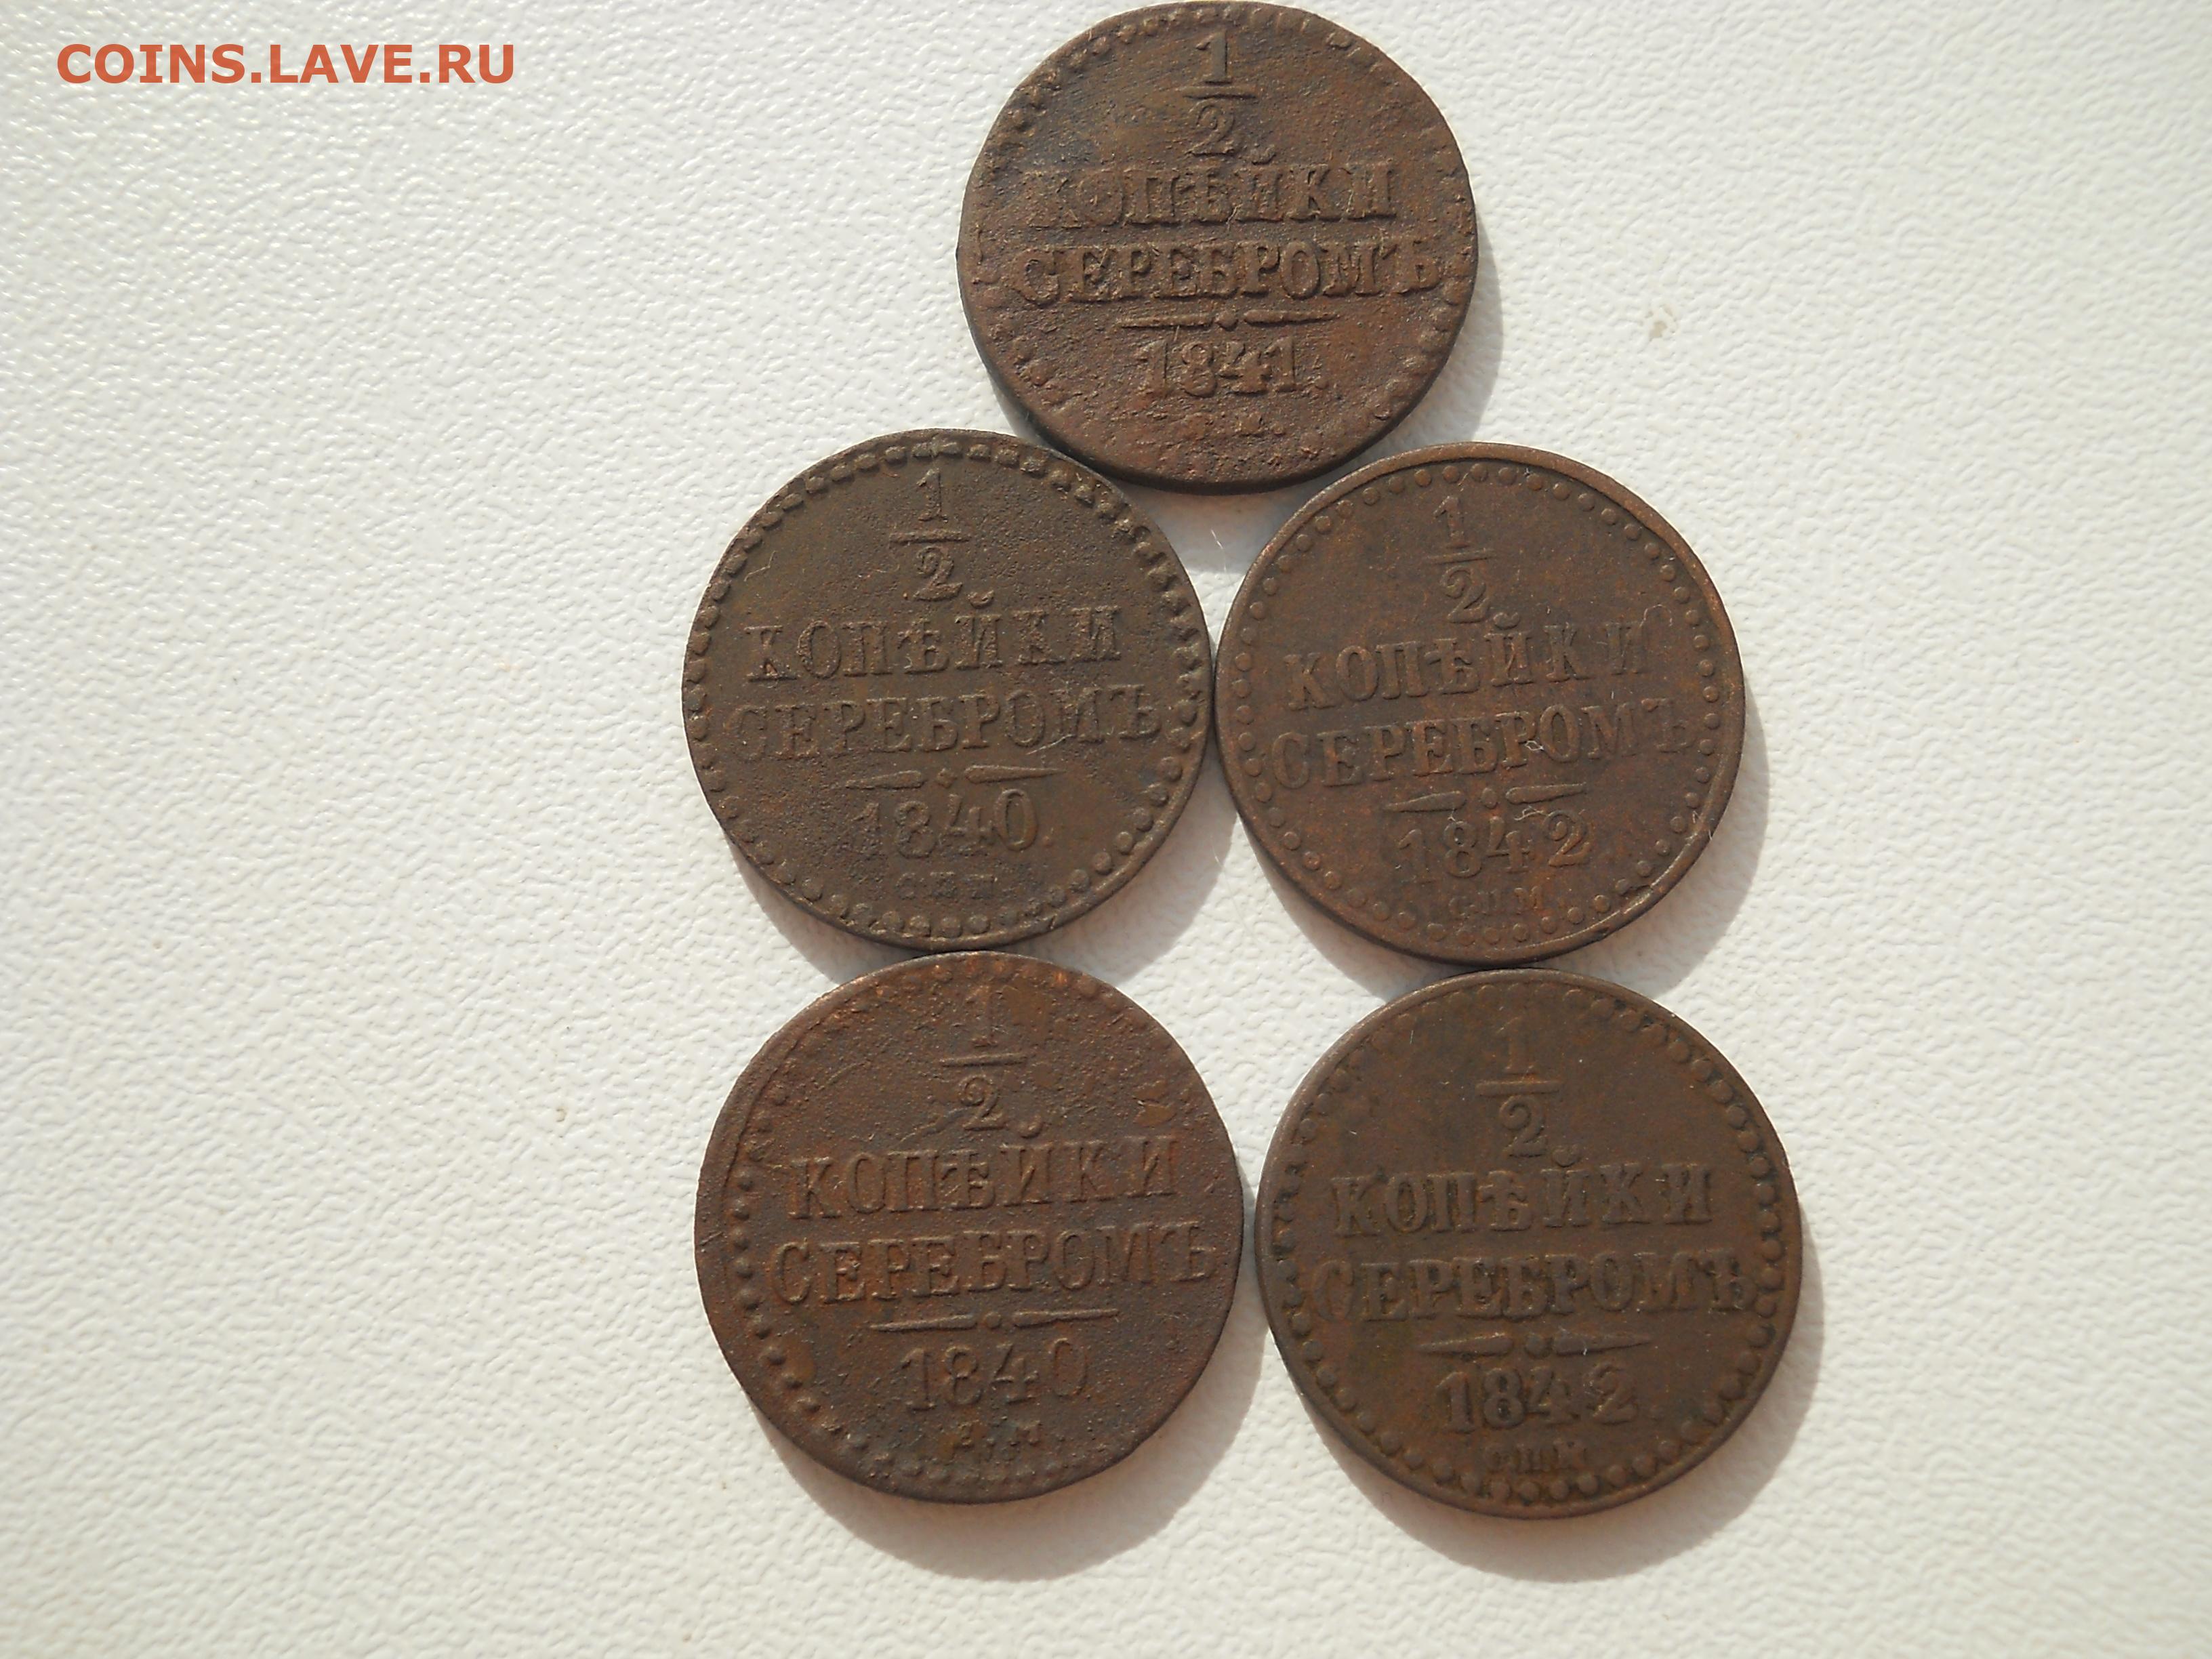 COINS.LAVE.RU
1
2.
КОПѢЙКИ
СЕРЕБРОМЪ
1841.
1
2.
КОПѢЙКИ
СЕРЕБРОМЪ
1840.
1
2.
КОПѢЙКИ
СЕРЕБРОМЪ
1842.
С.П.М.
1
2.
КОПѢЙКИ
СЕРЕБРОМЪ
1840
1
2.
КОПѢЙКИ
СЕРЕБРОМЪ
1842.